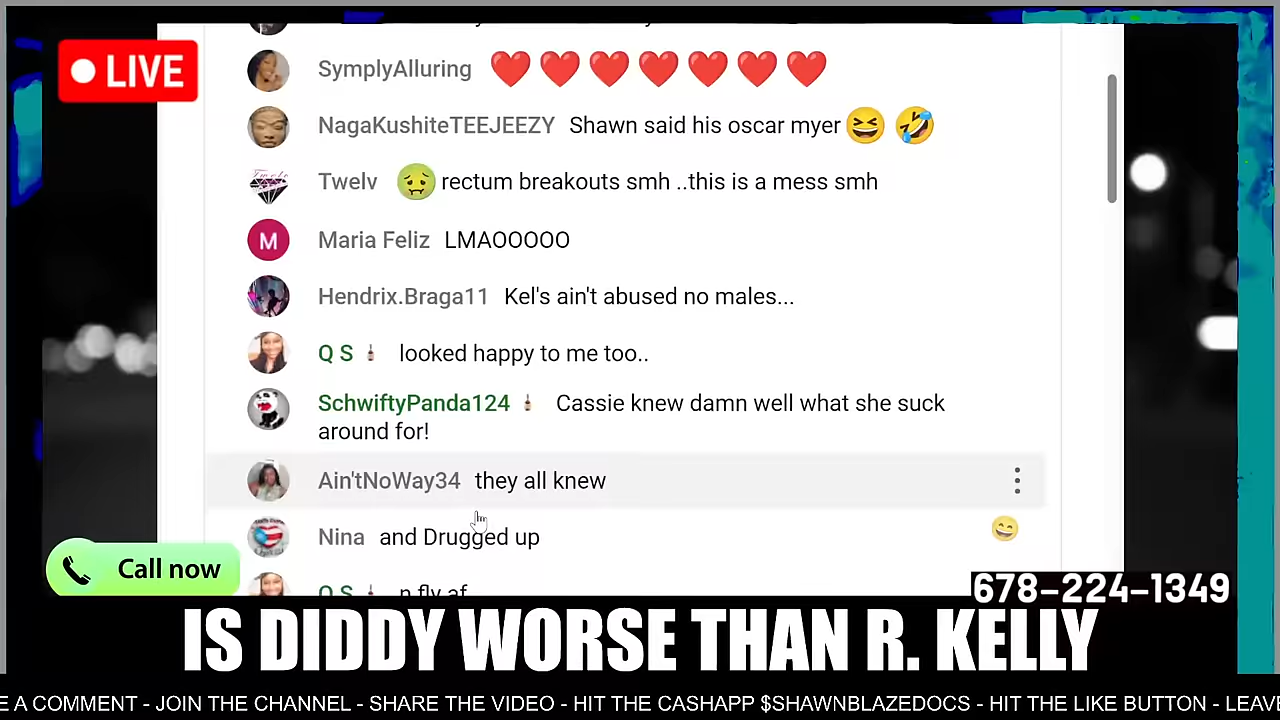 LIVE
SymplyAlluring
NagaKushiteTEEJEEZY Shawn said his oscar myer
Twelv rectum breakouts smh ..this is a mess smh
M Maria Feliz LMAOOOOO
Hendrix.Braga11 Kel's ain't abused no males...
Q S looked happy to me too..
SchwiftyPanda124 Cassie knew damn well what she suck
around for!
Ain'tNoWay34 they all knew
Nina and Drugged up
Q S n fly af
Call now
678-224-1349
IS DIDDY WORSE THAN R. KELLY
E A COMMENT - JOIN THE CHANNEL - SHARE THE VIDEO - HIT THE CASHAPP $SHAWNBLAZEDOCS - HIT THE LIKE BUTTON - LEAV